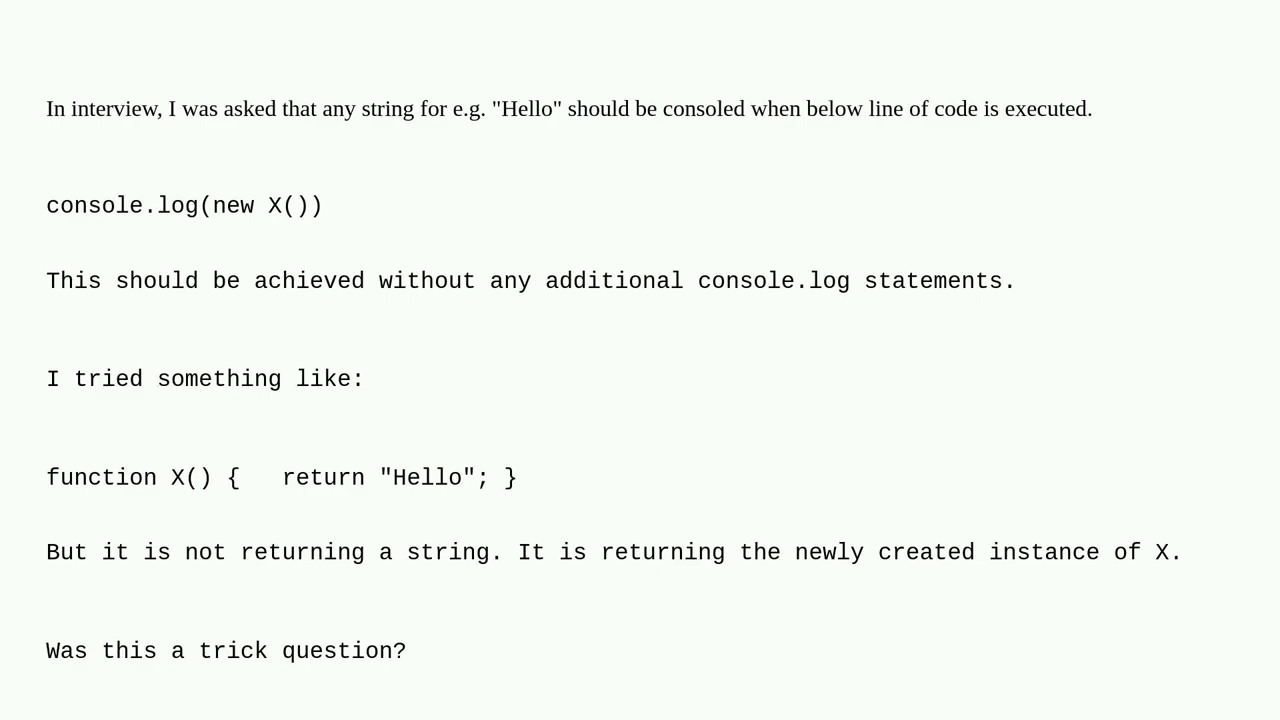 In interview, I was asked that any string for e.g. "Hello" should be consoled when below line of code is executed.
console.log(new X())
This should be achieved without any additional console.log statements.
I tried something like:
function X() {   return "Hello"; }
But it is not returning a string. It is returning the newly created instance of X.
Was this a trick question?